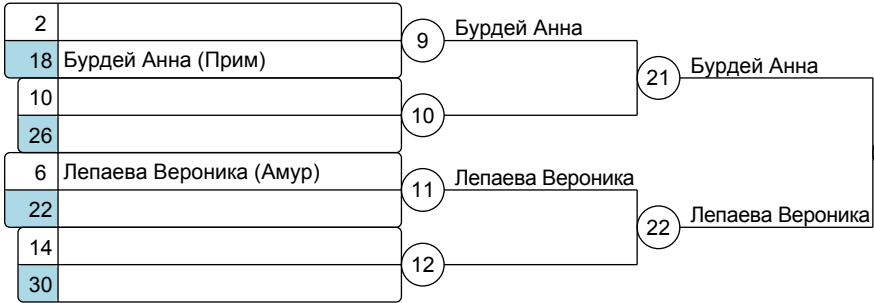 2
9 Бурдей Анна
18 Бурдей Анна (Прим)
21 Бурдей Анна
10
10
26
6 Лепаева Вероника (Амур)
11 Лепаева Вероника
22
22 Лепаева Вероника
14
12
30